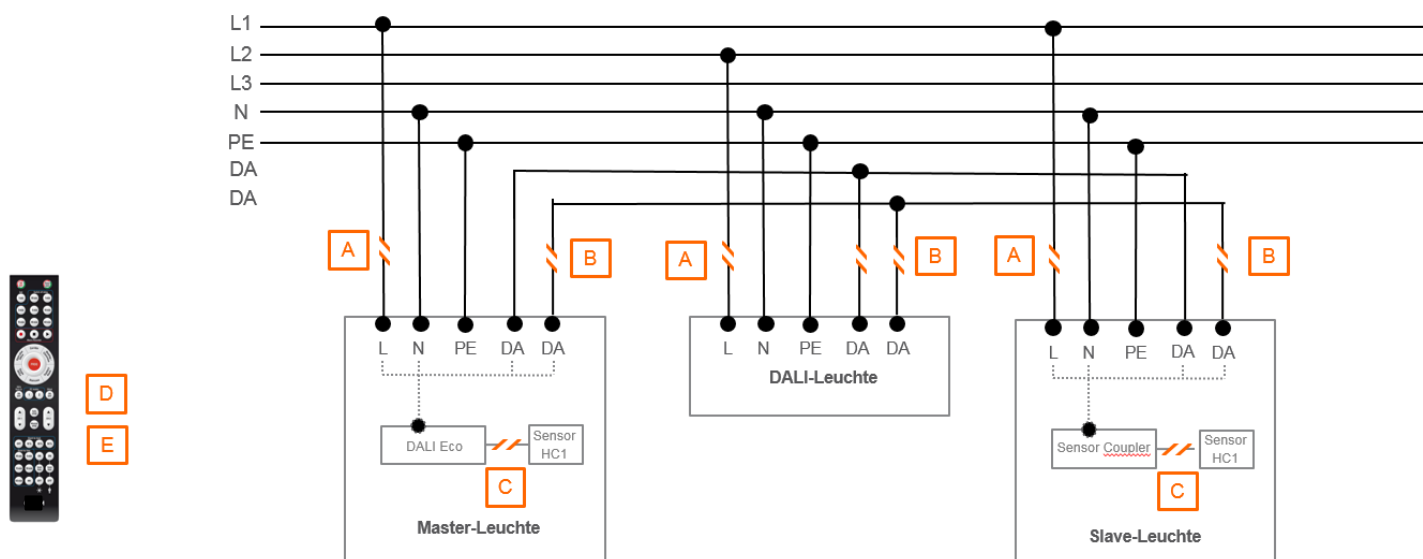 L1
L2
L3
N
PE
DA
DA
A
B
A
B
A
B
L N PE DA DA
L N PE DA DA
L N PE DA DA
DALI-Leuchte
D
E
DALI Eco
Sensor
HC1
C
Master-Leuchte
Sensor Coupler
Sensor
HC1
C
Slave-Leuchte